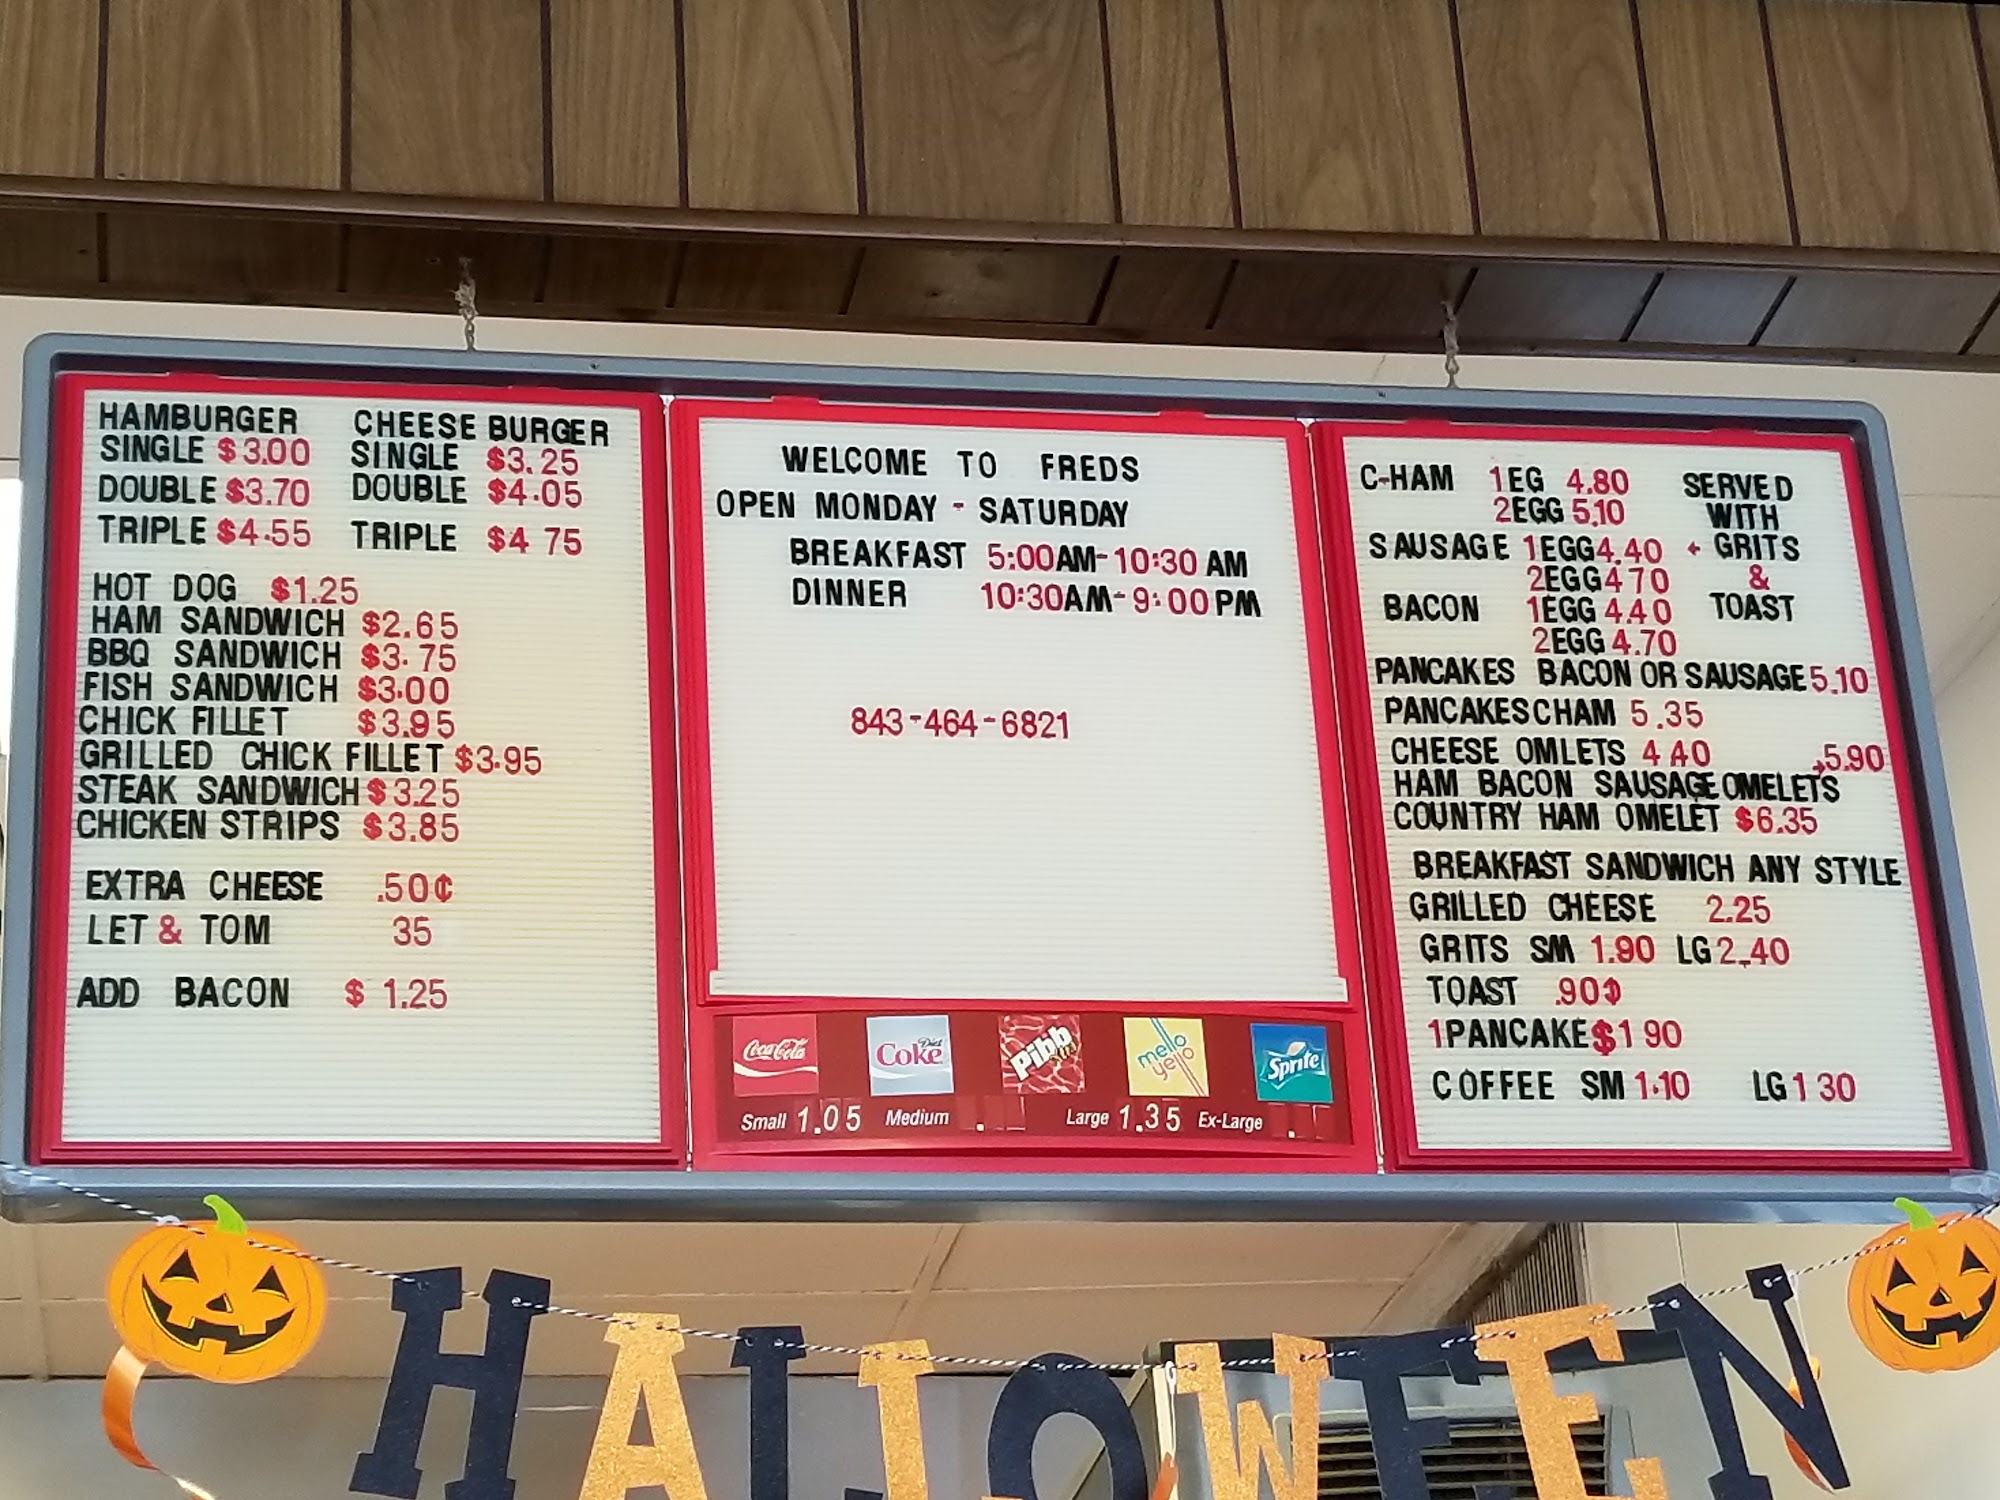 HAMBURGER CHEESE BURGER
SINGLE $3.00 SINGLE $3.25
DOUBLE $3.70 DOUBLE $4.05
TRIPLE $4.55 TRIPLE $4 75
HOT DOG $1.25
HAM SANDWICH $2.65
BBQ SANDWICH $3.75
FISH SANDWICH $3.00
CHICK FILLET $3.95
GRILLED CHICK FILLET $3.95
STEAK SANDWICH $3.25
CHICKEN STRIPS $3.85
EXTRA CHEESE .50¢
LET & TOM 35
ADD BACON $ 1.25
WELCOME TO FREDS
OPEN MONDAY - SATURDAY
BREAKFAST 5:00AM-10:30 AM
DINNER 10:30AM-9:00 PM
843-464-6821
Coca-Cola Diet Coke Pibb Xtra mello yello Sprite
Small 1.05 Medium . Large 1.35 Ex-Large .
C-HAM 1EG 4.80 SERVED
2EGG 5.10 WITH
SAUSAGE 1EGG4.40 GRITS
2EGG4 70 &
BACON 1EGG 4.40 TOAST
2EGG 4.70
PANCAKES BACON OR SAUSAGE 5.10
PANCAKESCHAM 5.35
CHEESE OMLETS 4.40 5.90
HAM BACON SAUSAGE OMELETS
COUNTRY HAM OMELET $6.35
BREAKFAST SANDWICH ANY STYLE
GRILLED CHEESE 2.25
GRITS SM 1.90 LG 2.40
TOAST .90¢
1PANCAKE $1 90
COFFEE SM 1.10 LG 1 30
HALLOWEEN